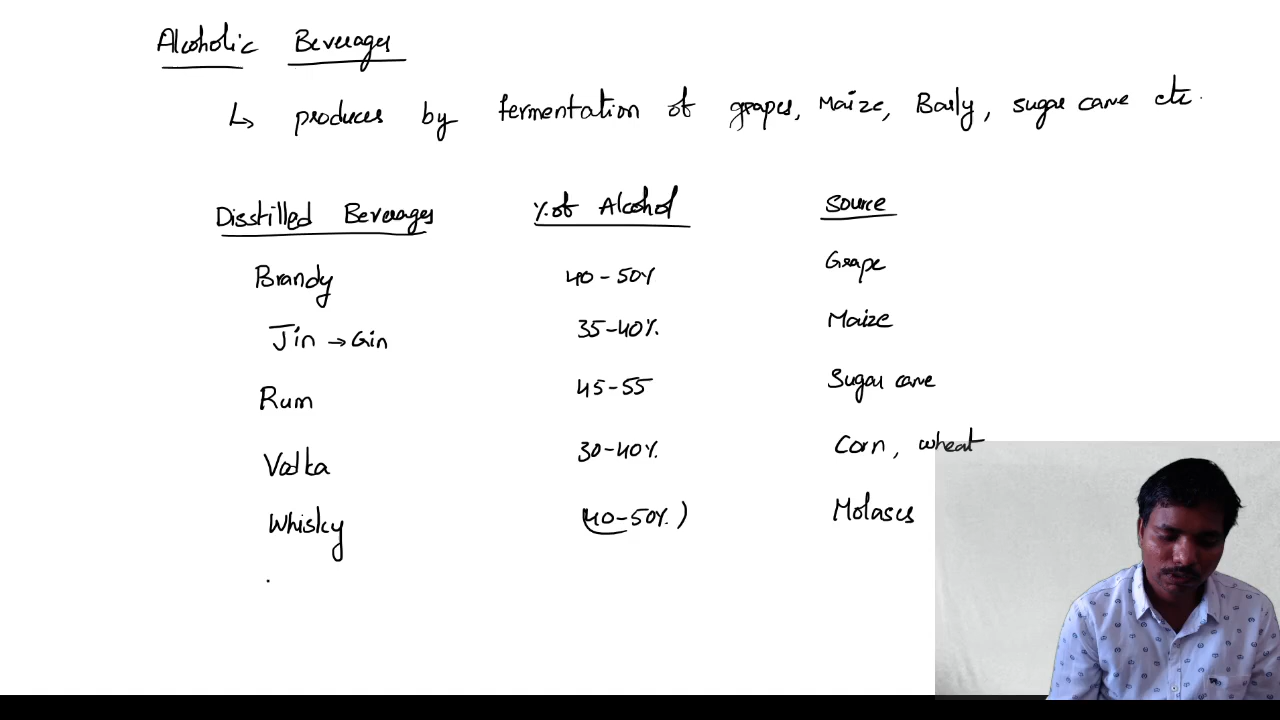 Alcoholic Beverages
↳ produces by fermentation of grapes, Maize, Barly, sugar cane etc.
Disstilled Beverages % of Alcohol Source
Brandy 40-50% Grape
Jin → Gin 35-40% Maize
Rum 45-55 Sugar cane
Vodka 30-40% Corn, wheat
Whisky (40-50%) Molases